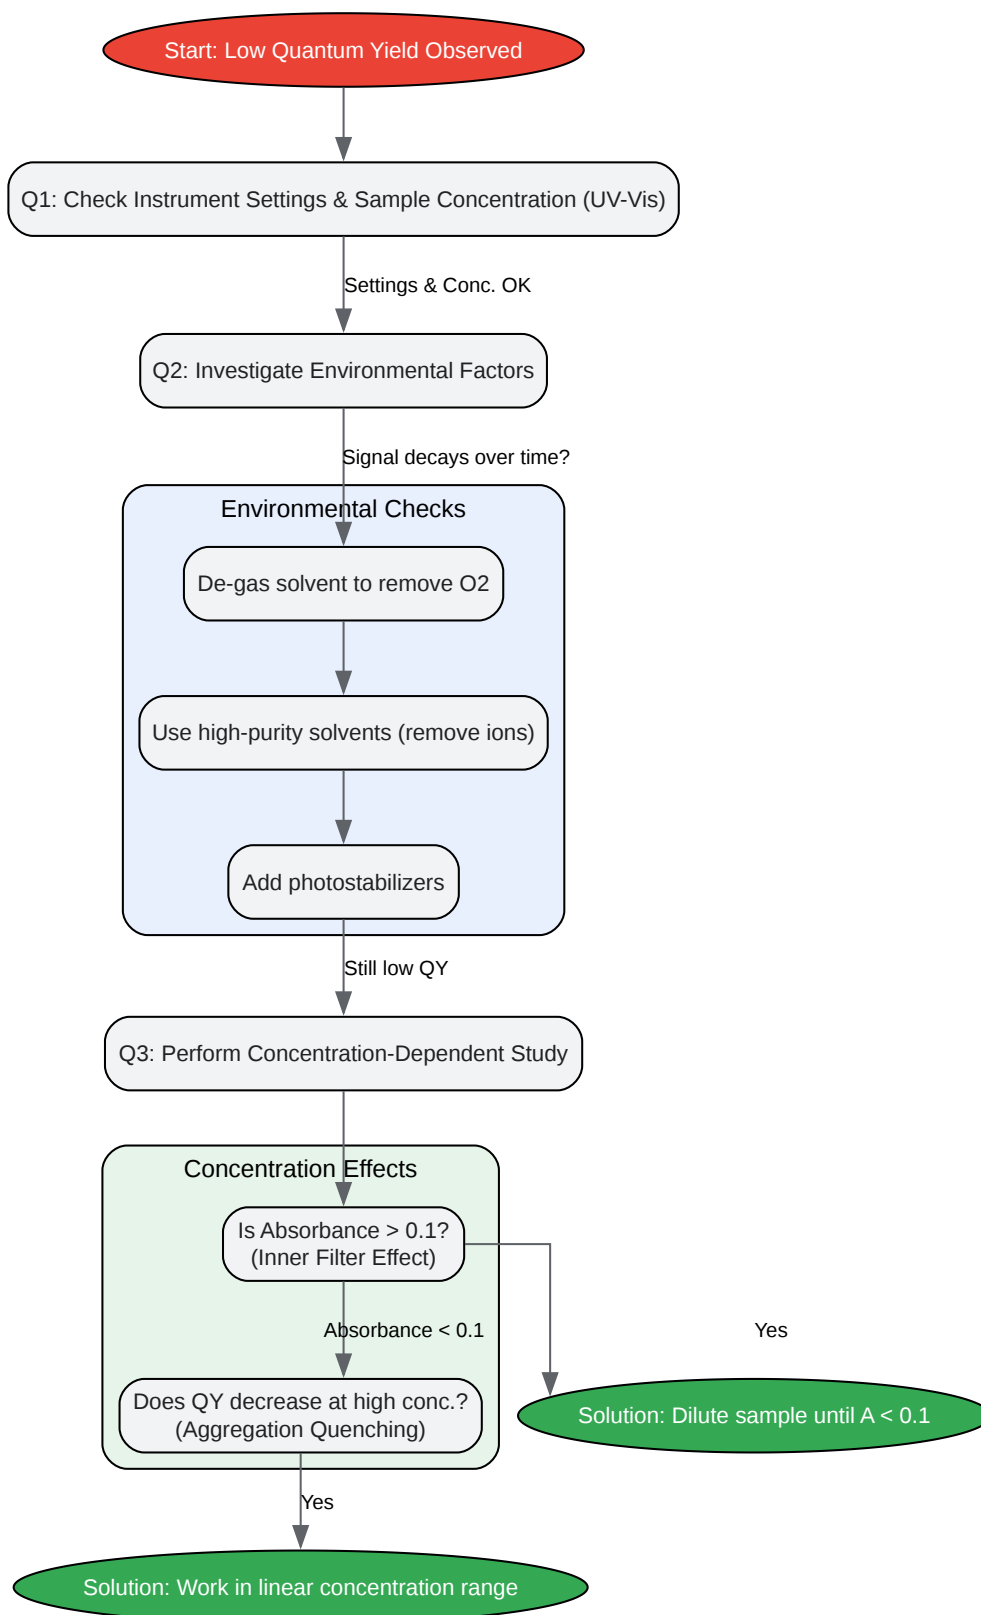 Start: Low Quantum Yield Observed
Q1: Check Instrument Settings & Sample Concentration (UV-Vis)
Settings & Conc. OK
Q2: Investigate Environmental Factors
Signal decays over time?
Environmental Checks
De-gas solvent to remove O2
Use high-purity solvents (remove ions)
Add photostabilizers
Still low QY
Q3: Perform Concentration-Dependent Study
Concentration Effects
Is Absorbance > 0.1?
(Inner Filter Effect)
Absorbance < 0.1
Yes
Does QY decrease at high conc.?
(Aggregation Quenching)
Solution: Dilute sample until A < 0.1
Yes
Solution: Work in linear concentration range